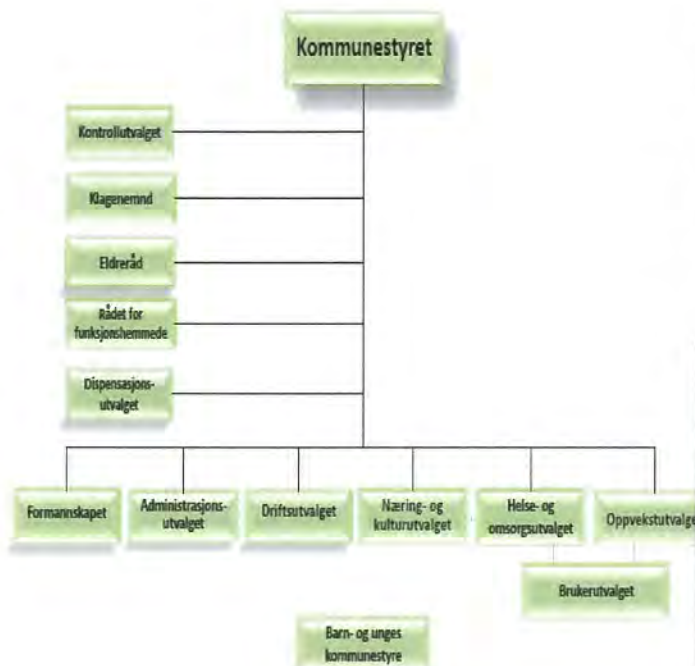 Kommunestyret
Kontrollutvalget
Klagenemnd
Eldreråd
Rådet for
funksjonshemmede
Dispensasjons-
utvalget
Formannskapet
Administrasjons-
utvalget
Driftsutvalget
Næring- og
kulturutvalget
Helse- og
omsorgsutvalget
Oppvekstutvalge
Brukerutvalget
Barn- og unges
kommunestyre